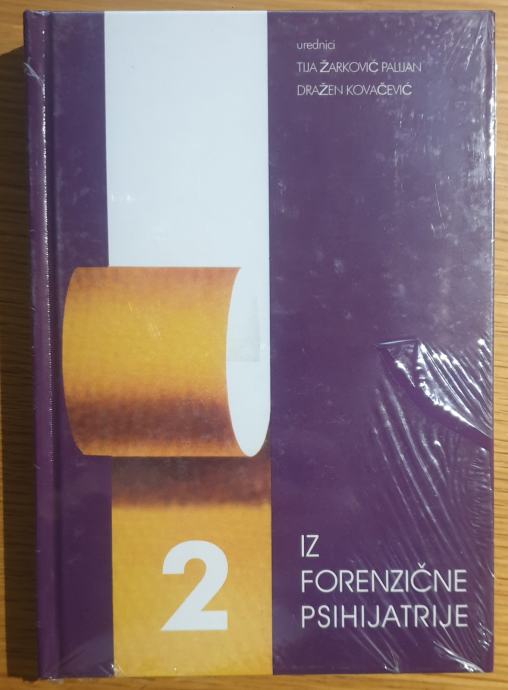 urednici
TIJA ŽARKOVIĆ PALIJAN
DRAŽEN KOVAČEVIĆ
2
IZ
FORENZIČNE
PSIHIJATRIJE